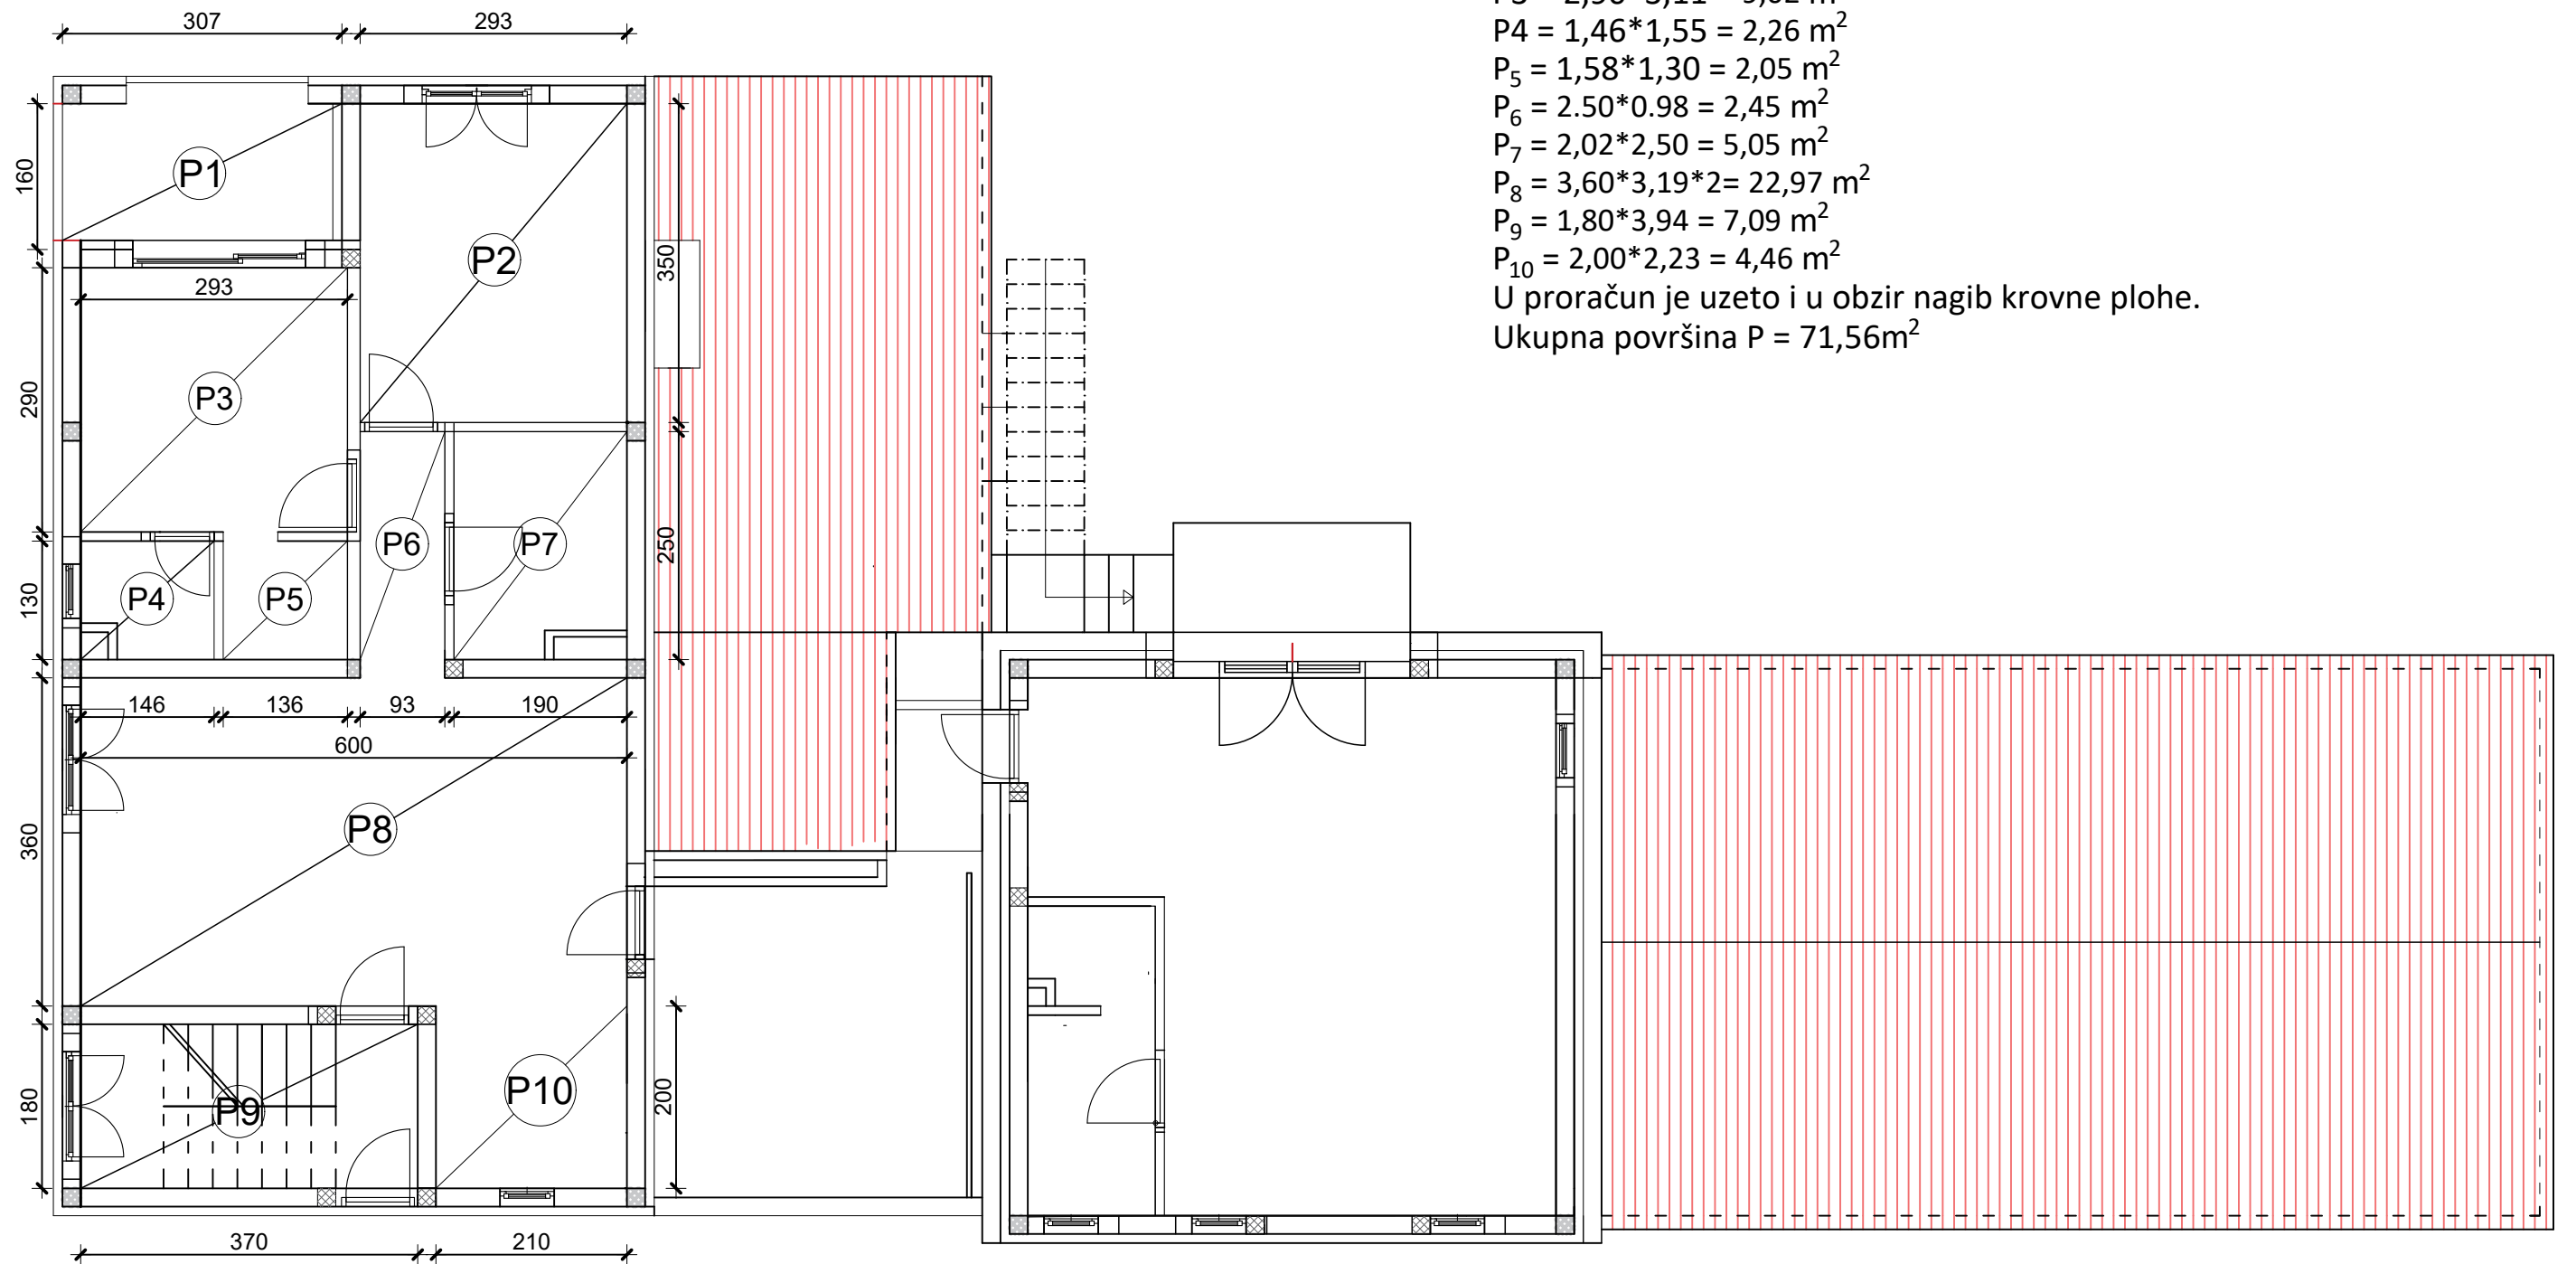 P4 = 1,46*1,55 = 2,26 m²
P₅ = 1,58*1,30 = 2,05 m²
P₆ = 2.50*0.98 = 2,45 m²
P₇ = 2,02*2,50 = 5,05 m²
P₈ = 3,60*3,19*2= 22,97 m²
P₉ = 1,80*3,94 = 7,09 m²
P₁₀ = 2,00*2,23 = 4,46 m²
U proračun je uzeto i u obzir nagib krovne plohe.
Ukupna površina P = 71,56m²
307
293
160
P1
P2
350
293
290
P3
P6
P7
250
130
P4
P5
146
136
93
190
600
360
P8
180
P9
P10
200
370
210